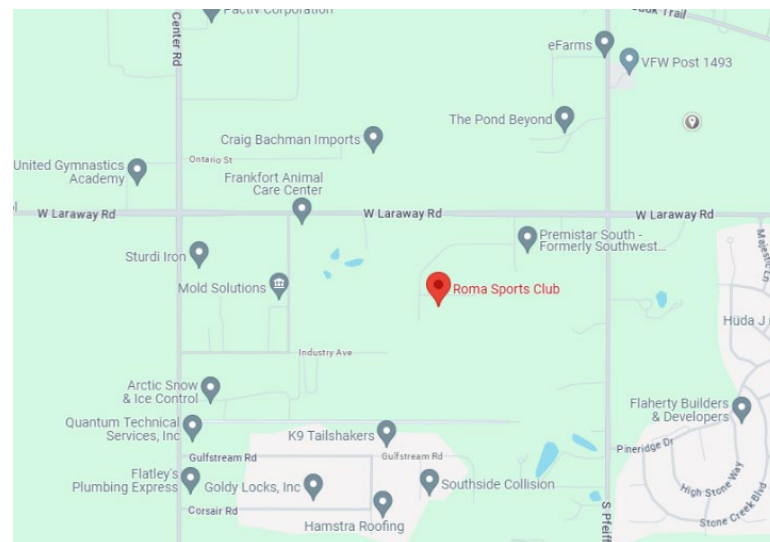 Pactiv Corporation
Center Rd
eFarms
VFW Post 1493
The Pond Beyond
Craig Bachman Imports
Ontario St
United Gymnastics
Academy
Frankfort Animal
Care Center
W Laraway Rd
W Laraway Rd
W Laraway Rd
Majestic Ln
Sturdi Iron
Premistar South -
Formerly Southwest...
Mold Solutions
Roma Sports Club
Huda J
Industry Ave
Arctic Snow
& Ice Control
Flaherty Builders
& Developers
Quantum Technical
Services, Inc
K9 Tailshakers
Pineridge Dr
Gulfstream Rd
Gulfstream Rd
Flatley's
Plumbing Express
Goldy Locks, Inc
Southside Collision
High Stone Way
Corsair Rd
Hamstra Roofing
Stone Creek Blvd
S Pfeiff